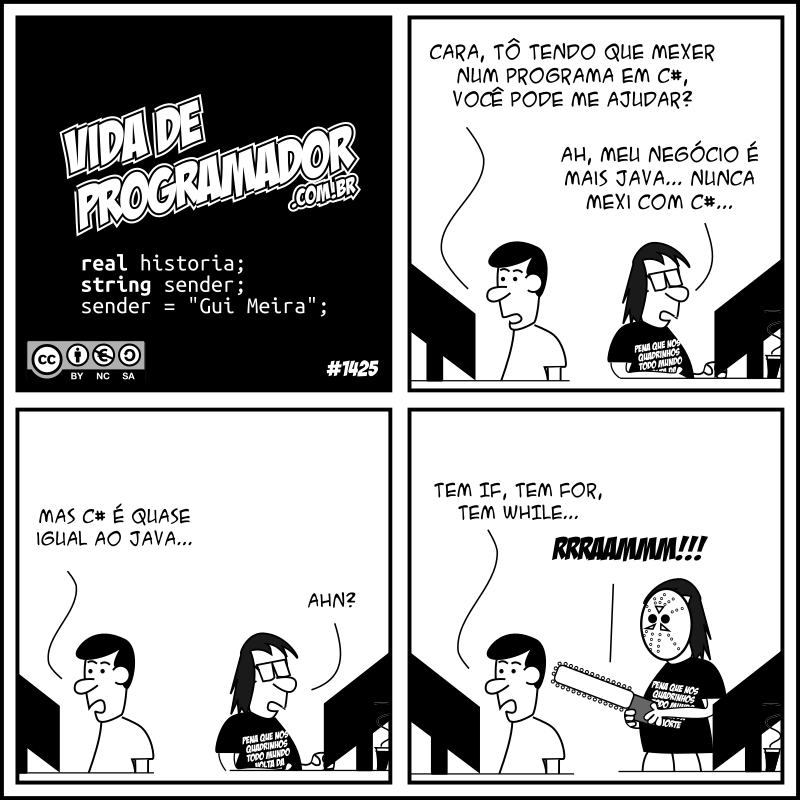 VIDA DE
PROGRAMADOR
.COM.BR
real historia;
string sender;
sender = "Gui Meira";
cc
BY NC SA
#1425
CARA, TÔ TENDO QUE MEXER
NUM PROGRAMA EM C#,
VOCÊ PODE ME AJUDAR?
AH, MEU NEGÓCIO É
MAIS JAVA... NUNCA
MEXI COM C#...
PENA QUE NOS
QUADRINHOS
TODO MUNDO
VOLTA DA
MAS C# É QUASE
IGUAL AO JAVA...
AHN?
PENA QUE NOS
QUADRINHOS
TODO MUNDO
VOLTA DA
TEM IF, TEM FOR,
TEM WHILE...
RRRAAMMM!!!
PENA QUE NOS
QUADRINHOS
TODO MUNDO
MORTE